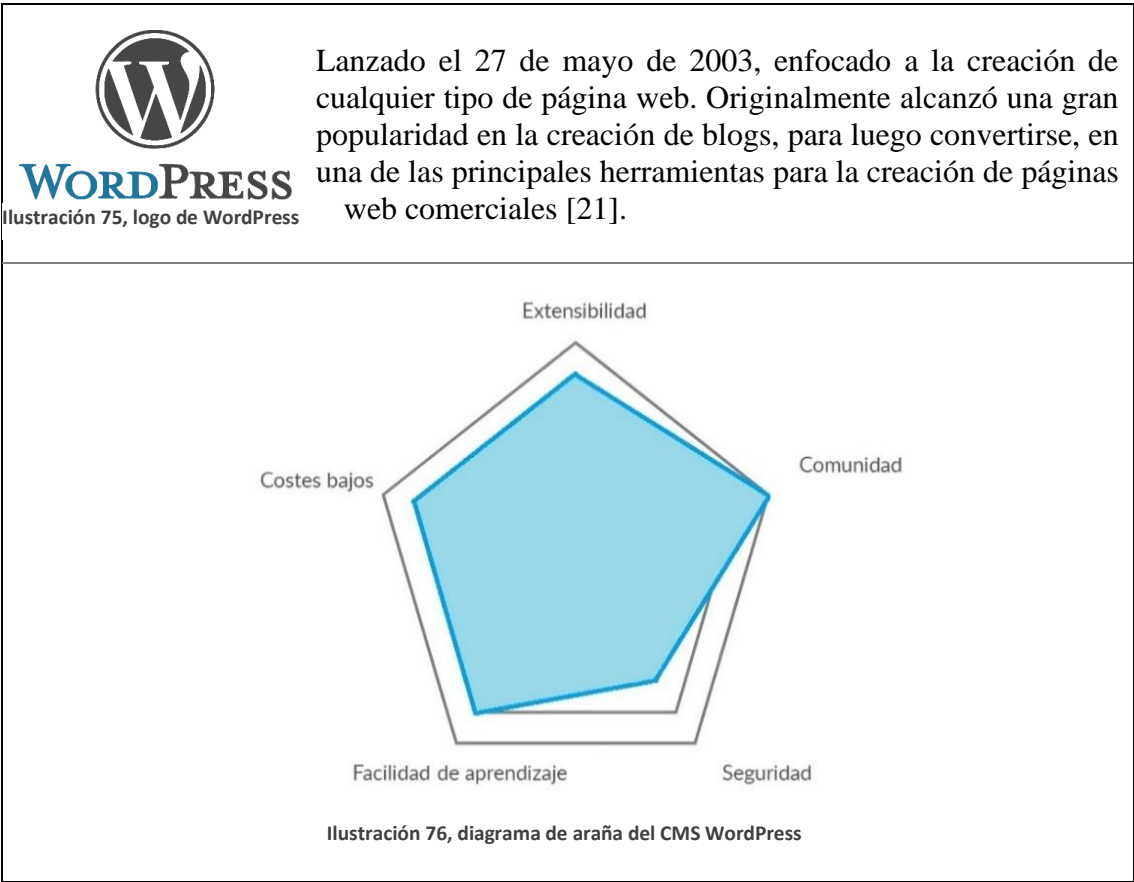 W
WORDPRESS
Ilustración 75, logo de WordPress
Lanzado el 27 de mayo de 2003, enfocado a la creación de
cualquier tipo de página web. Originalmente alcanzó una gran
popularidad en la creación de blogs, para luego convertirse, en
una de las principales herramientas para la creación de páginas
web comerciales [21].
Extensibilidad
Comunidad
Costes bajos
Facilidad de aprendizaje
Seguridad
Ilustración 76, diagrama de araña del CMS WordPress